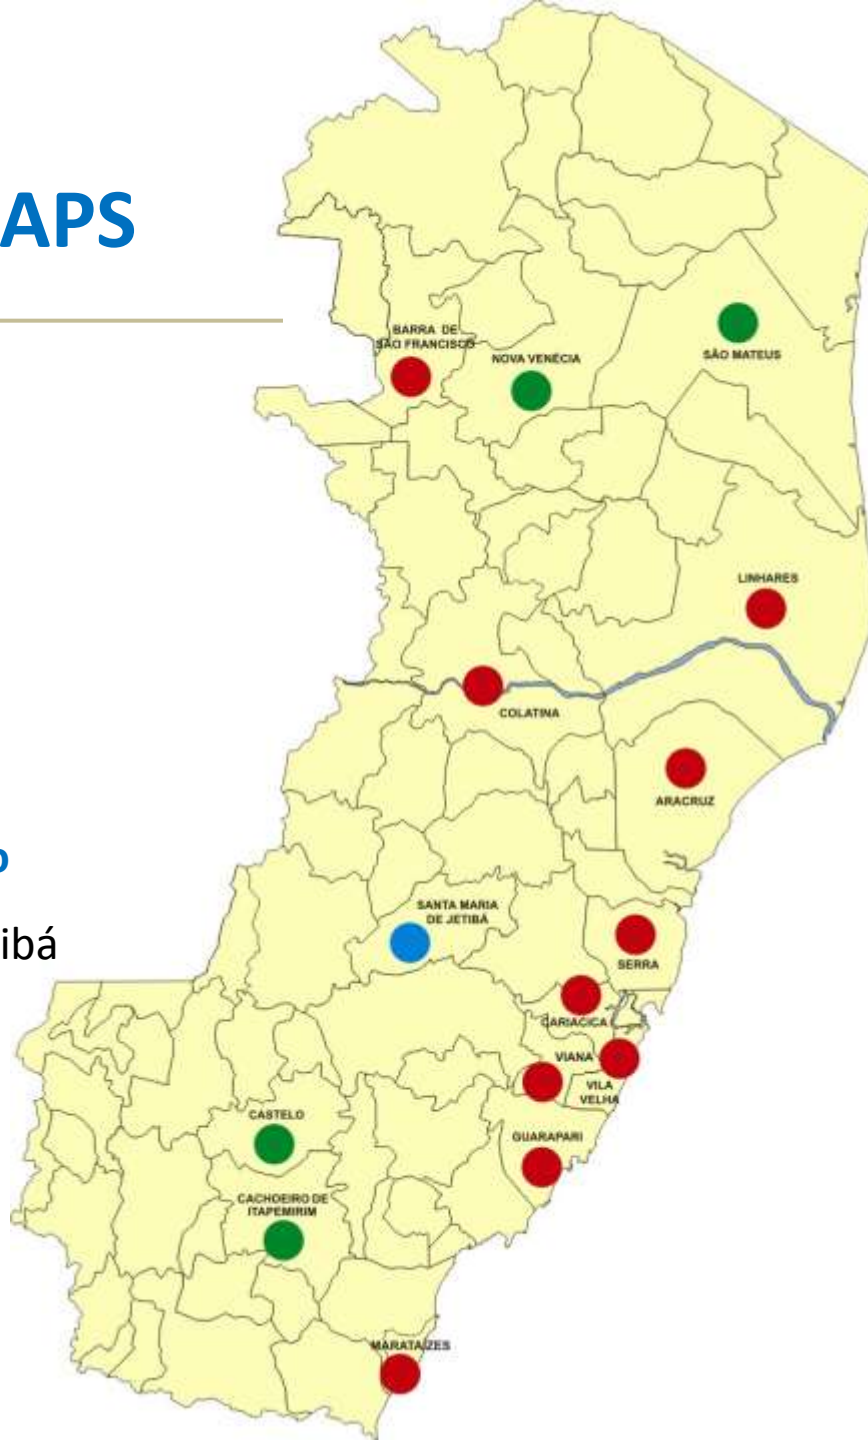 APS
BARRA DE
SÃO FRANCISCO
NOVA VENÉCIA
SÃO MATEUS
LINHARES
COLATINA
ARACRUZ
o
SANTA MARIA
DE JETIBÁ
ibá
SERRA
CARIACICA
VIANA
VILA
VELHA
CASTELO
GUARAPARI
CACHOEIRO DE
ITAPEMIRIM
MARATAÍZES